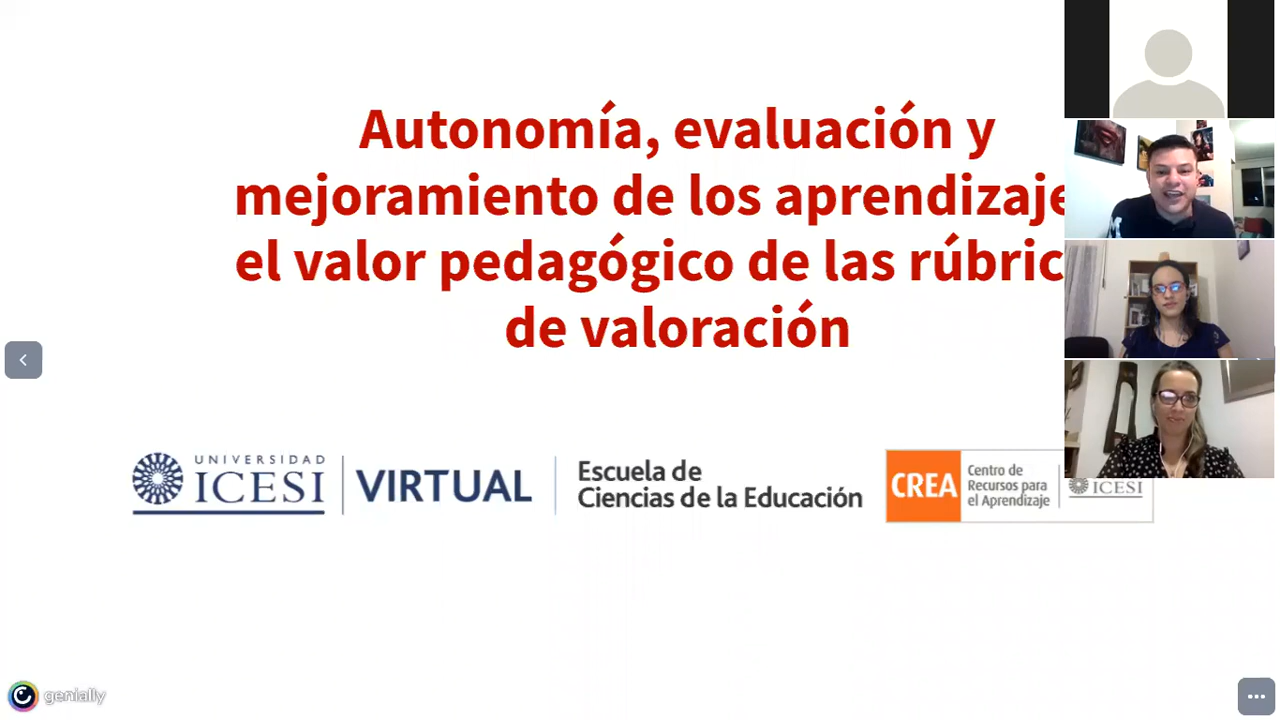 Autonomía, evaluación y
mejoramiento de los aprendizaje
el valor pedagógico de las rúbric
de valoración
UNIVERSIDAD
ICESI
VIRTUAL
Escuela de
Ciencias de la Educación
CREA
Centro de
Recursos para
el Aprendizaje
ICESI
genially